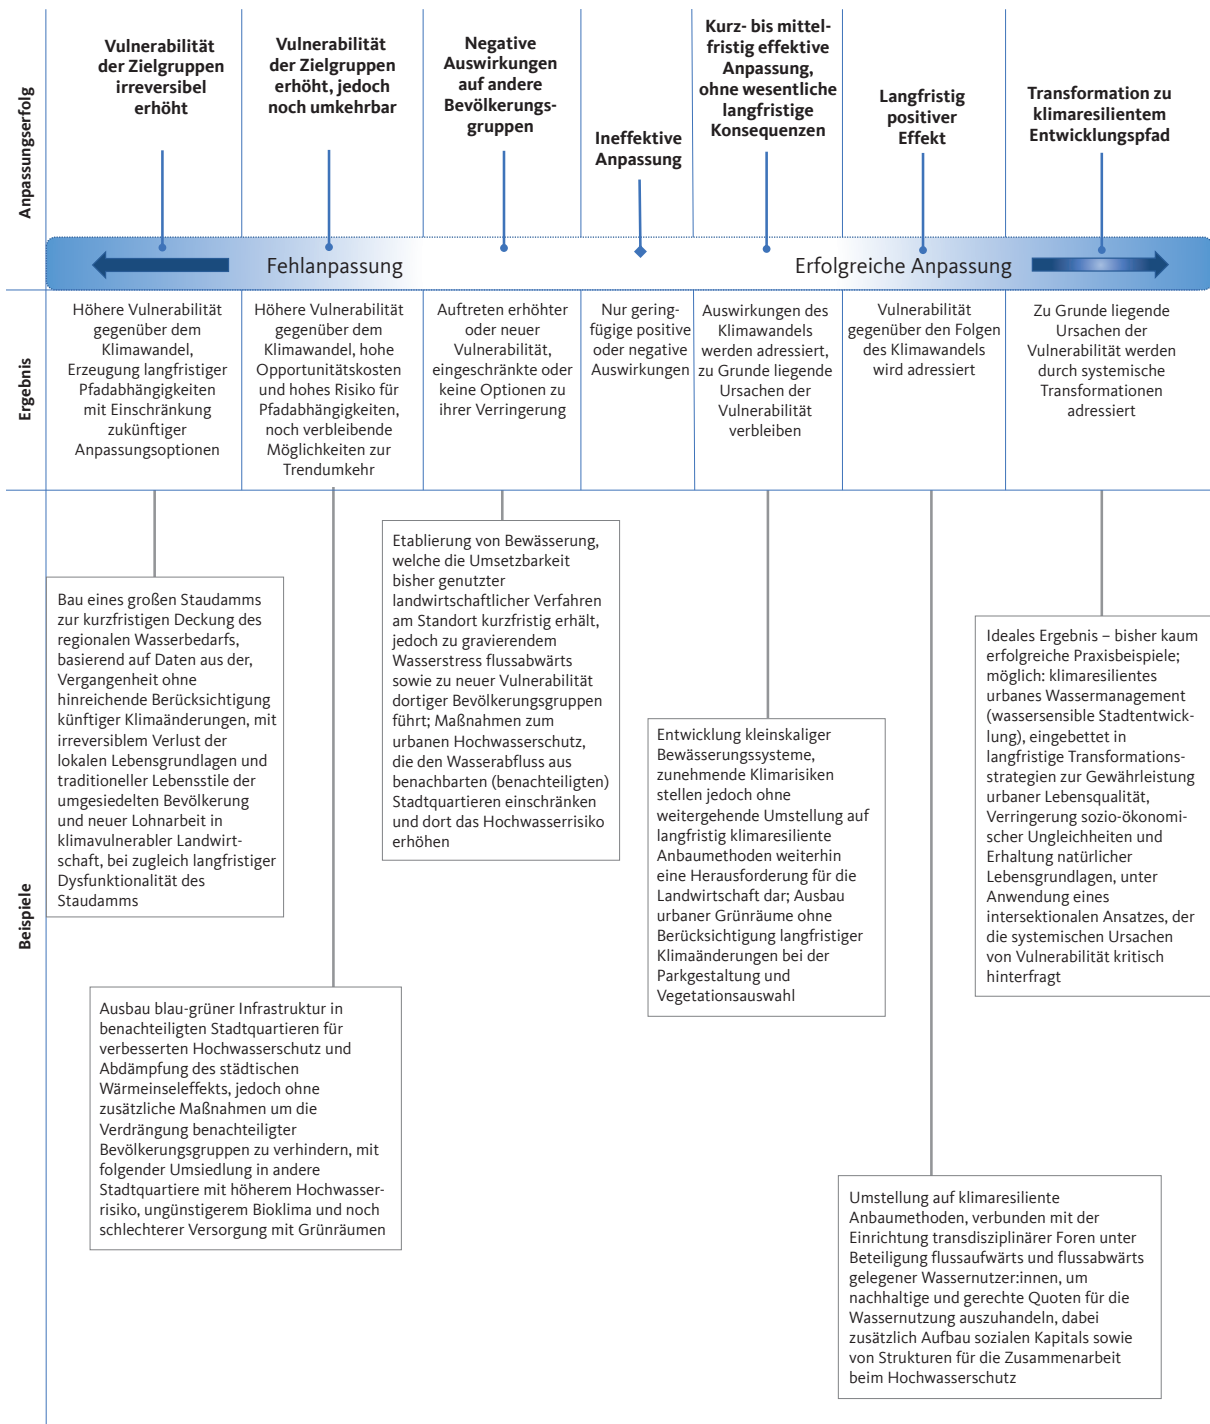 Anpassungserfolg
Vulnerabilität
der Zielgruppen
irreversibel
erhöht
Vulnerabilität
der Zielgruppen
erhöht, jedoch
noch umkehrbar
Negative
Auswirkungen
auf andere
Bevölkerungs-
gruppen
Ineffektive
Anpassung
Kurz- bis mittel-
fristig effektive
Anpassung,
ohne wesentliche
langfristige
Konsequenzen
Langfristig
positiver
Effekt
Transformation zu
klimaresilientem
Entwicklungspfad
Fehlanpassung
Erfolgreiche Anpassung
Ergebnis
Höhere Vulnerabilität
gegenüber dem
Klimawandel,
Erzeugung langfristiger
Pfadabhängigkeiten
mit Einschränkung
zukünftiger
Anpassungsoptionen
Höhere Vulnerabilität
gegenüber dem
Klimawandel, hohe
Opportunitätskosten
und hohes Risiko für
Pfadabhängigkeiten,
noch verbleibende
Möglichkeiten zur
Trendumkehr
Auftreten erhöhter
oder neuer
Vulnerabilität,
eingeschränkte oder
keine Optionen zu
ihrer Verringerung
Nur gering-
fügige positive
oder negative
Auswirkungen
Auswirkungen des
Klimawandels
werden adressiert,
zu Grunde liegende
Ursachen der
Vulnerabilität
verbleiben
Vulnerabilität
gegenüber den Folgen
des Klimawandels
wird adressiert
Zu Grunde liegende
Ursachen der
Vulnerabilität werden
durch systemische
Transformationen
adressiert
Beispiele
Bau eines großen Staudamms
zur kurzfristigen Deckung des
regionalen Wasserbedarfs,
basierend auf Daten aus der,
Vergangenheit ohne
hinreichende Berücksichtigung
künftiger Klimaänderungen, mit
irreversiblem Verlust der
lokalen Lebensgrundlagen und
traditioneller Lebensstile der
umgesiedelten Bevölkerung
und neuer Lohnarbeit in
klimavulnerabler Landwirt-
schaft, bei zugleich langfristiger
Dysfunktionalität des
Staudamms
Ausbau blau-grüner Infrastruktur in
benachteiligten Stadtquartieren für
verbesserten Hochwasserschutz und
Abdämpfung des städtischen
Wärmeinseleffekts, jedoch ohne
zusätzliche Maßnahmen um die
Verdrängung benachteiligter
Bevölkerungsgruppen zu verhindern, mit
folgender Umsiedlung in andere
Stadtquartiere mit höherem Hochwasser-
risiko, ungünstigerem Bioklima und noch
schlechterer Versorgung mit Grünräumen
Etablierung von Bewässerung,
welche die Umsetzbarkeit
bisher genutzter
landwirtschaftlicher Verfahren
am Standort kurzfristig erhält,
jedoch zu gravierendem
Wasserstress flussabwärts
sowie zu neuer Vulnerabilität
dortiger Bevölkerungsgruppen
führt; Maßnahmen zum
urbanen Hochwasserschutz,
die den Wasserabfluss aus
benachbarten (benachteiligten)
Stadtquartieren einschränken
und dort das Hochwasserrisiko
erhöhen
Entwicklung kleinskaliger
Bewässerungssysteme,
zunehmende Klimarisiken
stellen jedoch ohne
weitergehende Umstellung auf
langfristig klimaresiliente
Anbaumethoden weiterhin
eine Herausforderung für die
Landwirtschaft dar; Ausbau
urbaner Grünräume ohne
Berücksichtigung langfristiger
Klimaänderungen bei der
Parkgestaltung und
Vegetationsauswahl
Umstellung auf klimaresiliente
Anbaumethoden, verbunden mit der
Einrichtung transdisziplinärer Foren unter
Beteiligung flussaufwärts und flussabwärts
gelegener Wassernutzer:innen, um
nachhaltige und gerechte Quoten für die
Wassernutzung auszuhandeln, dabei
zusätzlich Aufbau sozialen Kapitals sowie
von Strukturen für die Zusammenarbeit
beim Hochwasserschutz
Ideales Ergebnis – bisher kaum
erfolgreiche Praxisbeispiele;
möglich: klimaresilientes
urbanes Wassermanagement
(wassersensible Stadtentwick-
lung), eingebettet in
langfristige Transformations-
strategien zur Gewährleistung
urbaner Lebensqualität,
Verringerung sozio-ökonomi-
scher Ungleichheiten und
Erhaltung natürlicher
Lebensgrundlagen, unter
Anwendung eines
intersektionalen Ansatzes, der
die systemischen Ursachen
von Vulnerabilität kritisch
hinterfragt